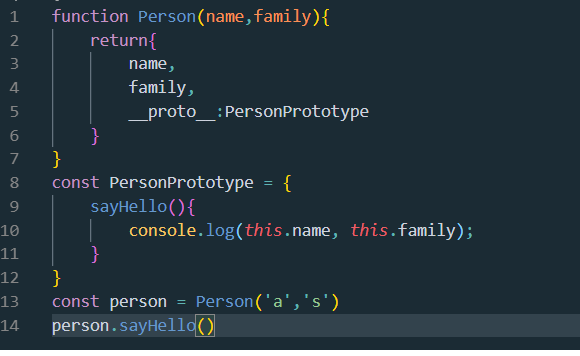 1 function Person(name,family){
2     return{
3         name,
4         family,
5         __proto__:PersonPrototype
6     }
7 }
8 const PersonPrototype = {
9     sayHello(){
10         console.log(this.name, this.family);
11     }
12 }
13 const person = Person('a','s')
14 person.sayHello()